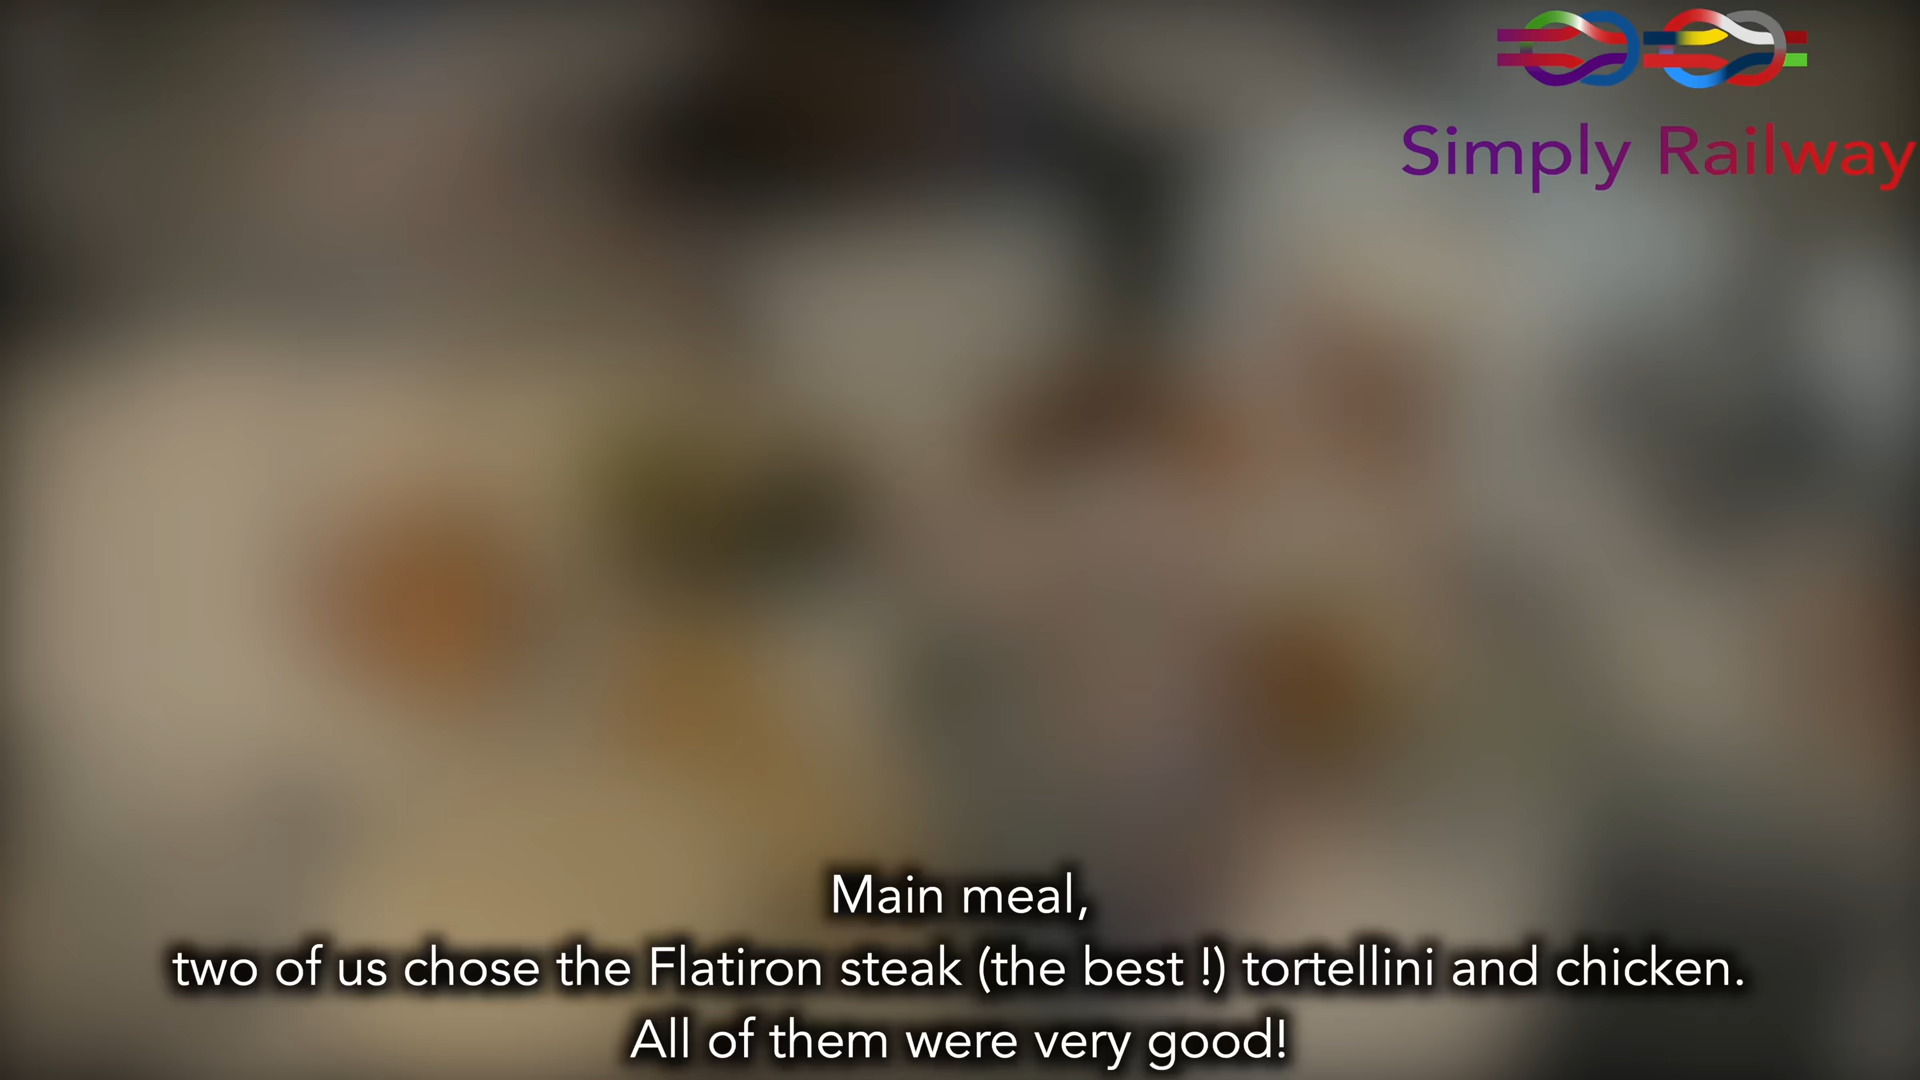 Simply Railway
Main meal,
two of us chose the Flatiron steak (the best !) tortellini and chicken.
All of them were very good!